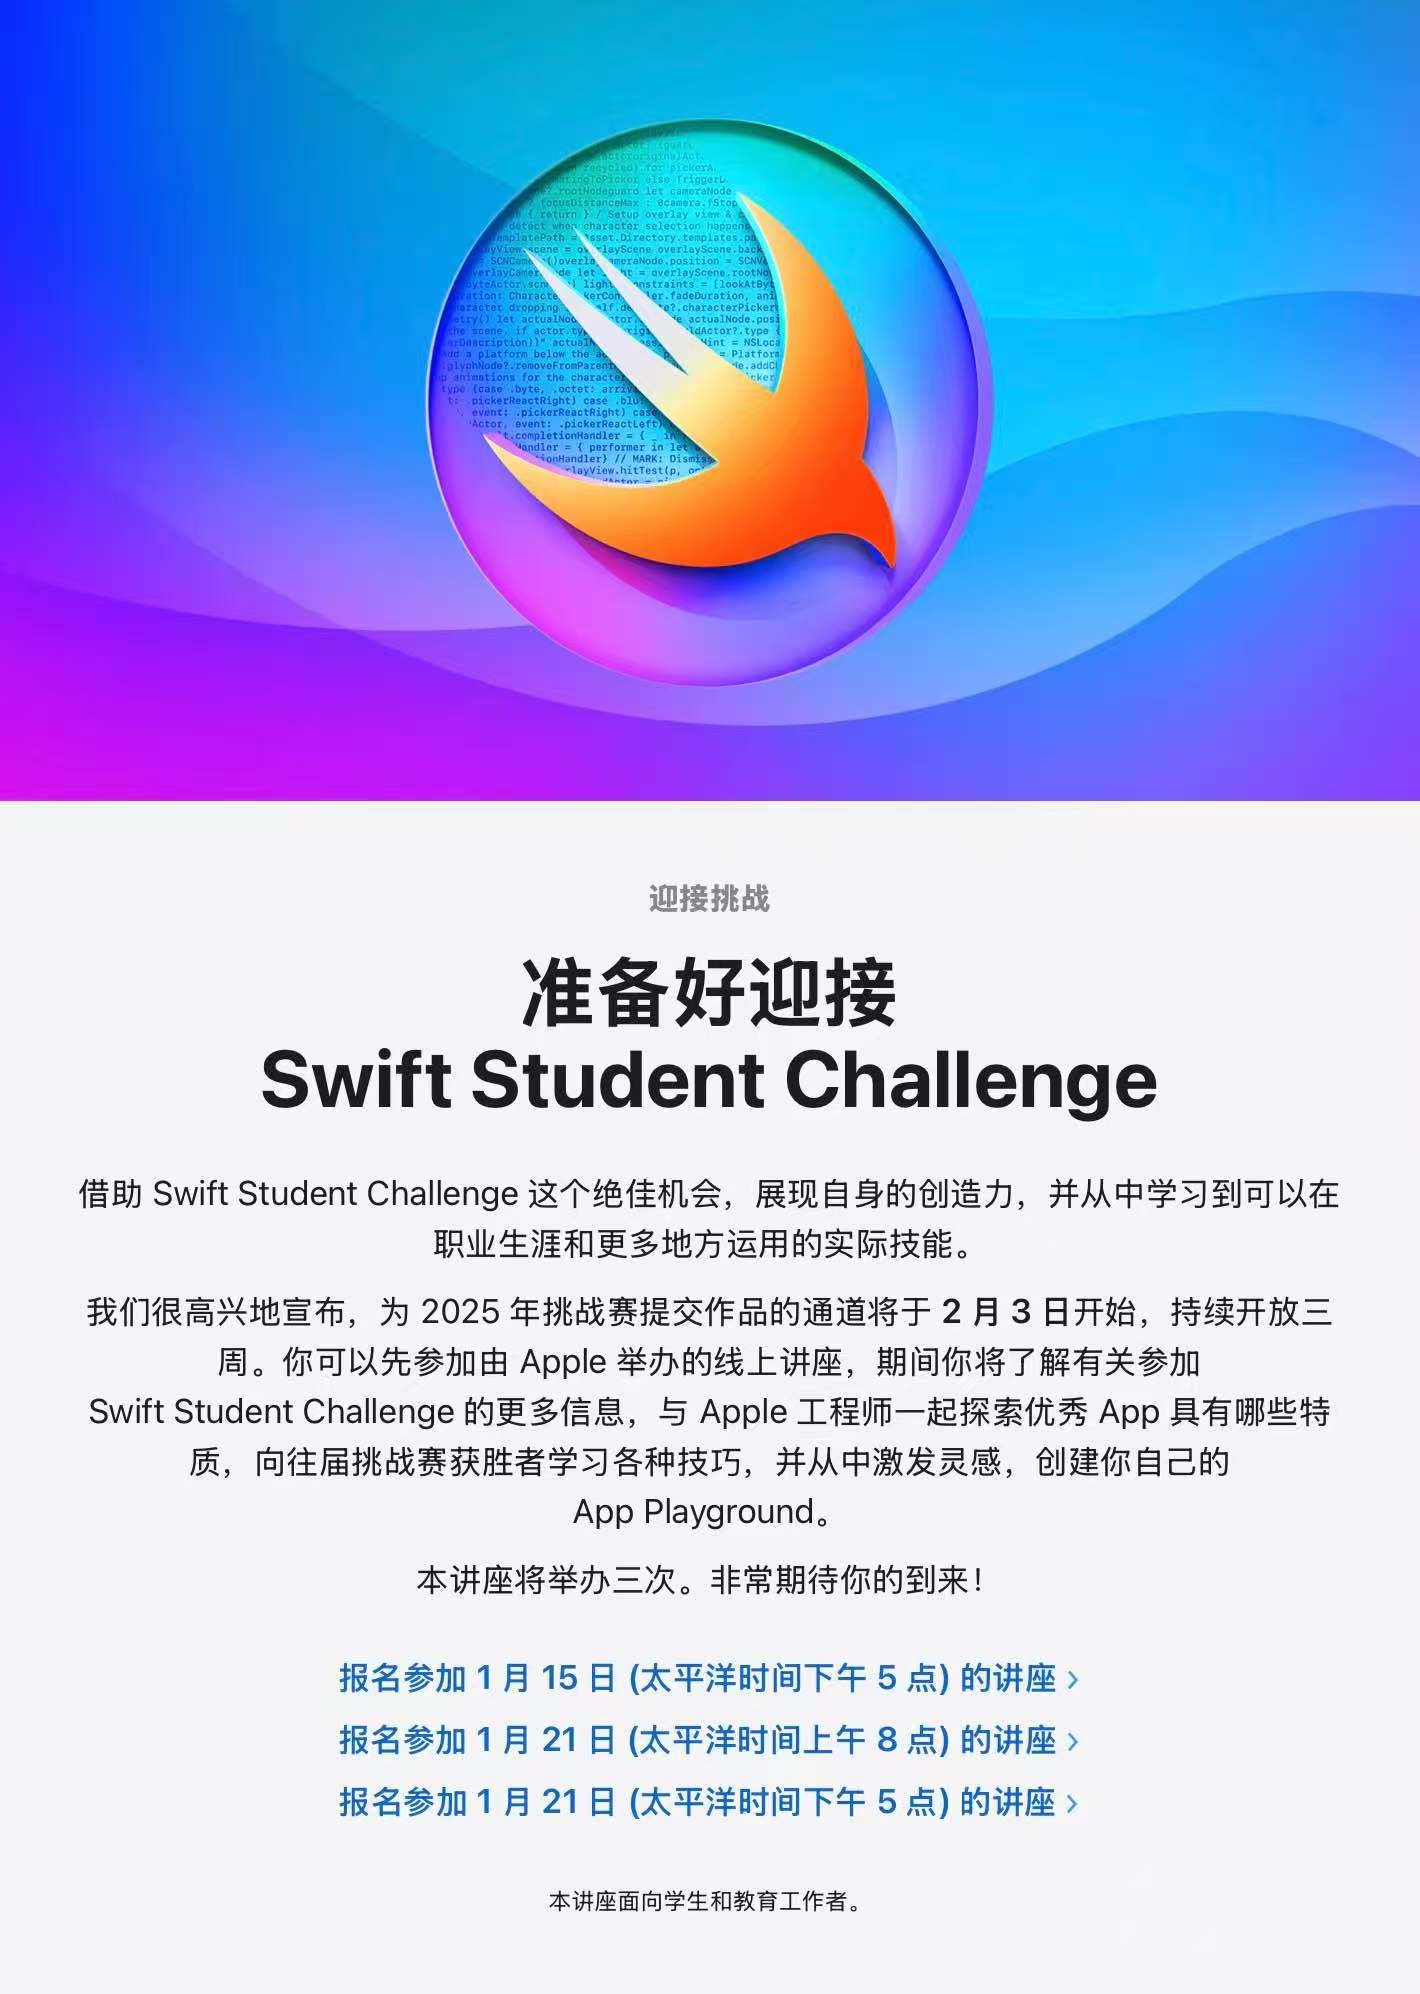 迎接挑战
准备好迎接
Swift Student Challenge
借助 Swift Student Challenge 这个绝佳机会，展现自身的创造力，并从中学习到可以在
职业生涯和更多地方运用的实际技能。
我们很高兴地宣布，为 2025 年挑战赛提交作品的通道将于 2 月 3 日开始，持续开放三
周。你可以先参加由 Apple 举办的线上讲座，期间你将了解有关参加
Swift Student Challenge 的更多信息，与 Apple 工程师一起探索优秀 App 具有哪些特
质，向往届挑战赛获胜者学习各种技巧，并从中激发灵感，创建你自己的
App Playground。
本讲座将举办三次。非常期待你的到来！
报名参加 1 月 15 日 (太平洋时间下午 5 点) 的讲座 ›
报名参加 1 月 21 日 (太平洋时间上午 8 点) 的讲座 ›
报名参加 1 月 21 日 (太平洋时间下午 5 点) 的讲座 ›
本讲座面向学生和教育工作者。